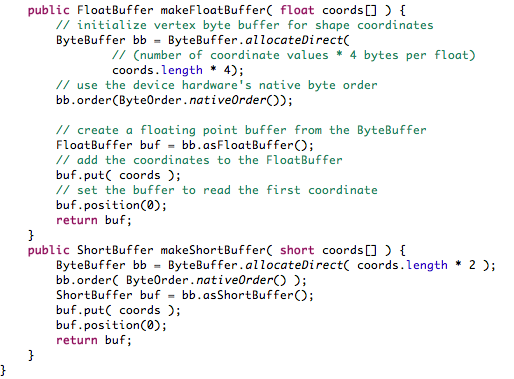 public FloatBuffer makeFloatBuffer( float coords[] ) {
// initialize vertex byte buffer for shape coordinates
ByteBuffer bb = ByteBuffer.allocateDirect(
// (number of coordinate values * 4 bytes per float)
coords.length * 4);
// use the device hardware's native byte order
bb.order(ByteOrder.nativeOrder());
// create a floating point buffer from the ByteBuffer
FloatBuffer buf = bb.asFloatBuffer();
// add the coordinates to the FloatBuffer
buf.put( coords );
// set the buffer to read the first coordinate
buf.position(0);
return buf;
}
public ShortBuffer makeShortBuffer( short coords[] ) {
ByteBuffer bb = ByteBuffer.allocateDirect( coords.length * 2 );
bb.order( ByteOrder.nativeOrder() );
ShortBuffer buf = bb.asShortBuffer();
buf.put( coords );
buf.position(0);
return buf;
}
}